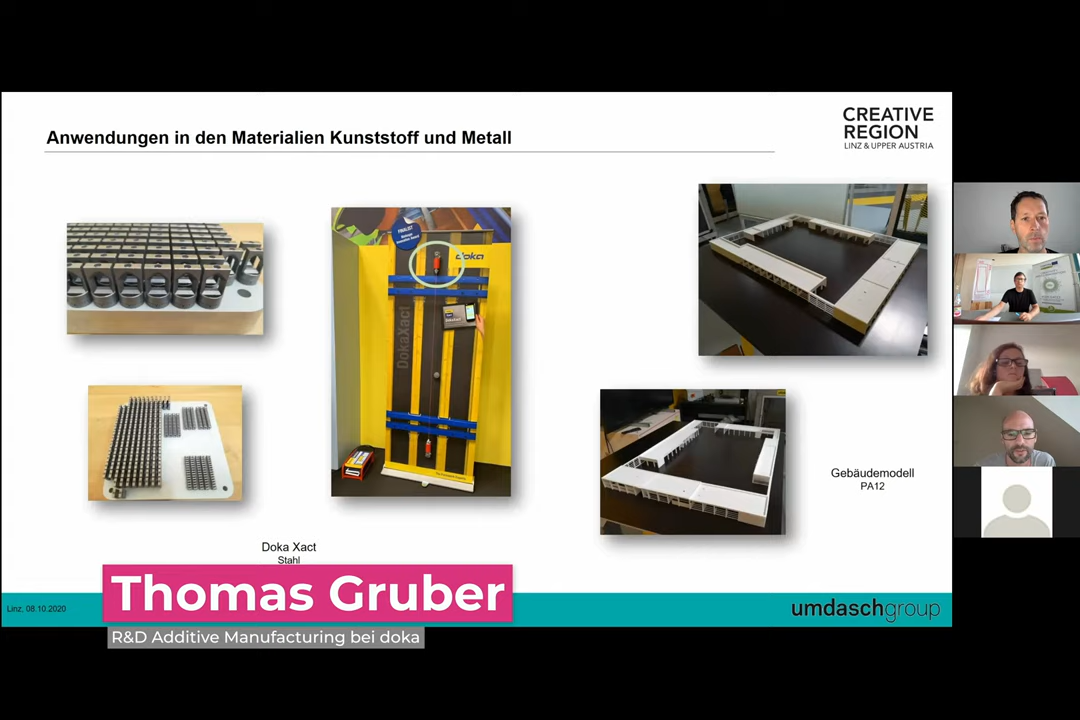 Anwendungen in den Materialien Kunststoff und Metall
CREATIVE
REGION
LINZ & UPPER AUSTRIA
FINALIST
doka
DokaXact
Gebäudemodell
PA12
Doka Xact
Stahl
Thomas Gruber
R&D Additive Manufacturing bei doka
Linz, 08.10.2020
umdaschgroup